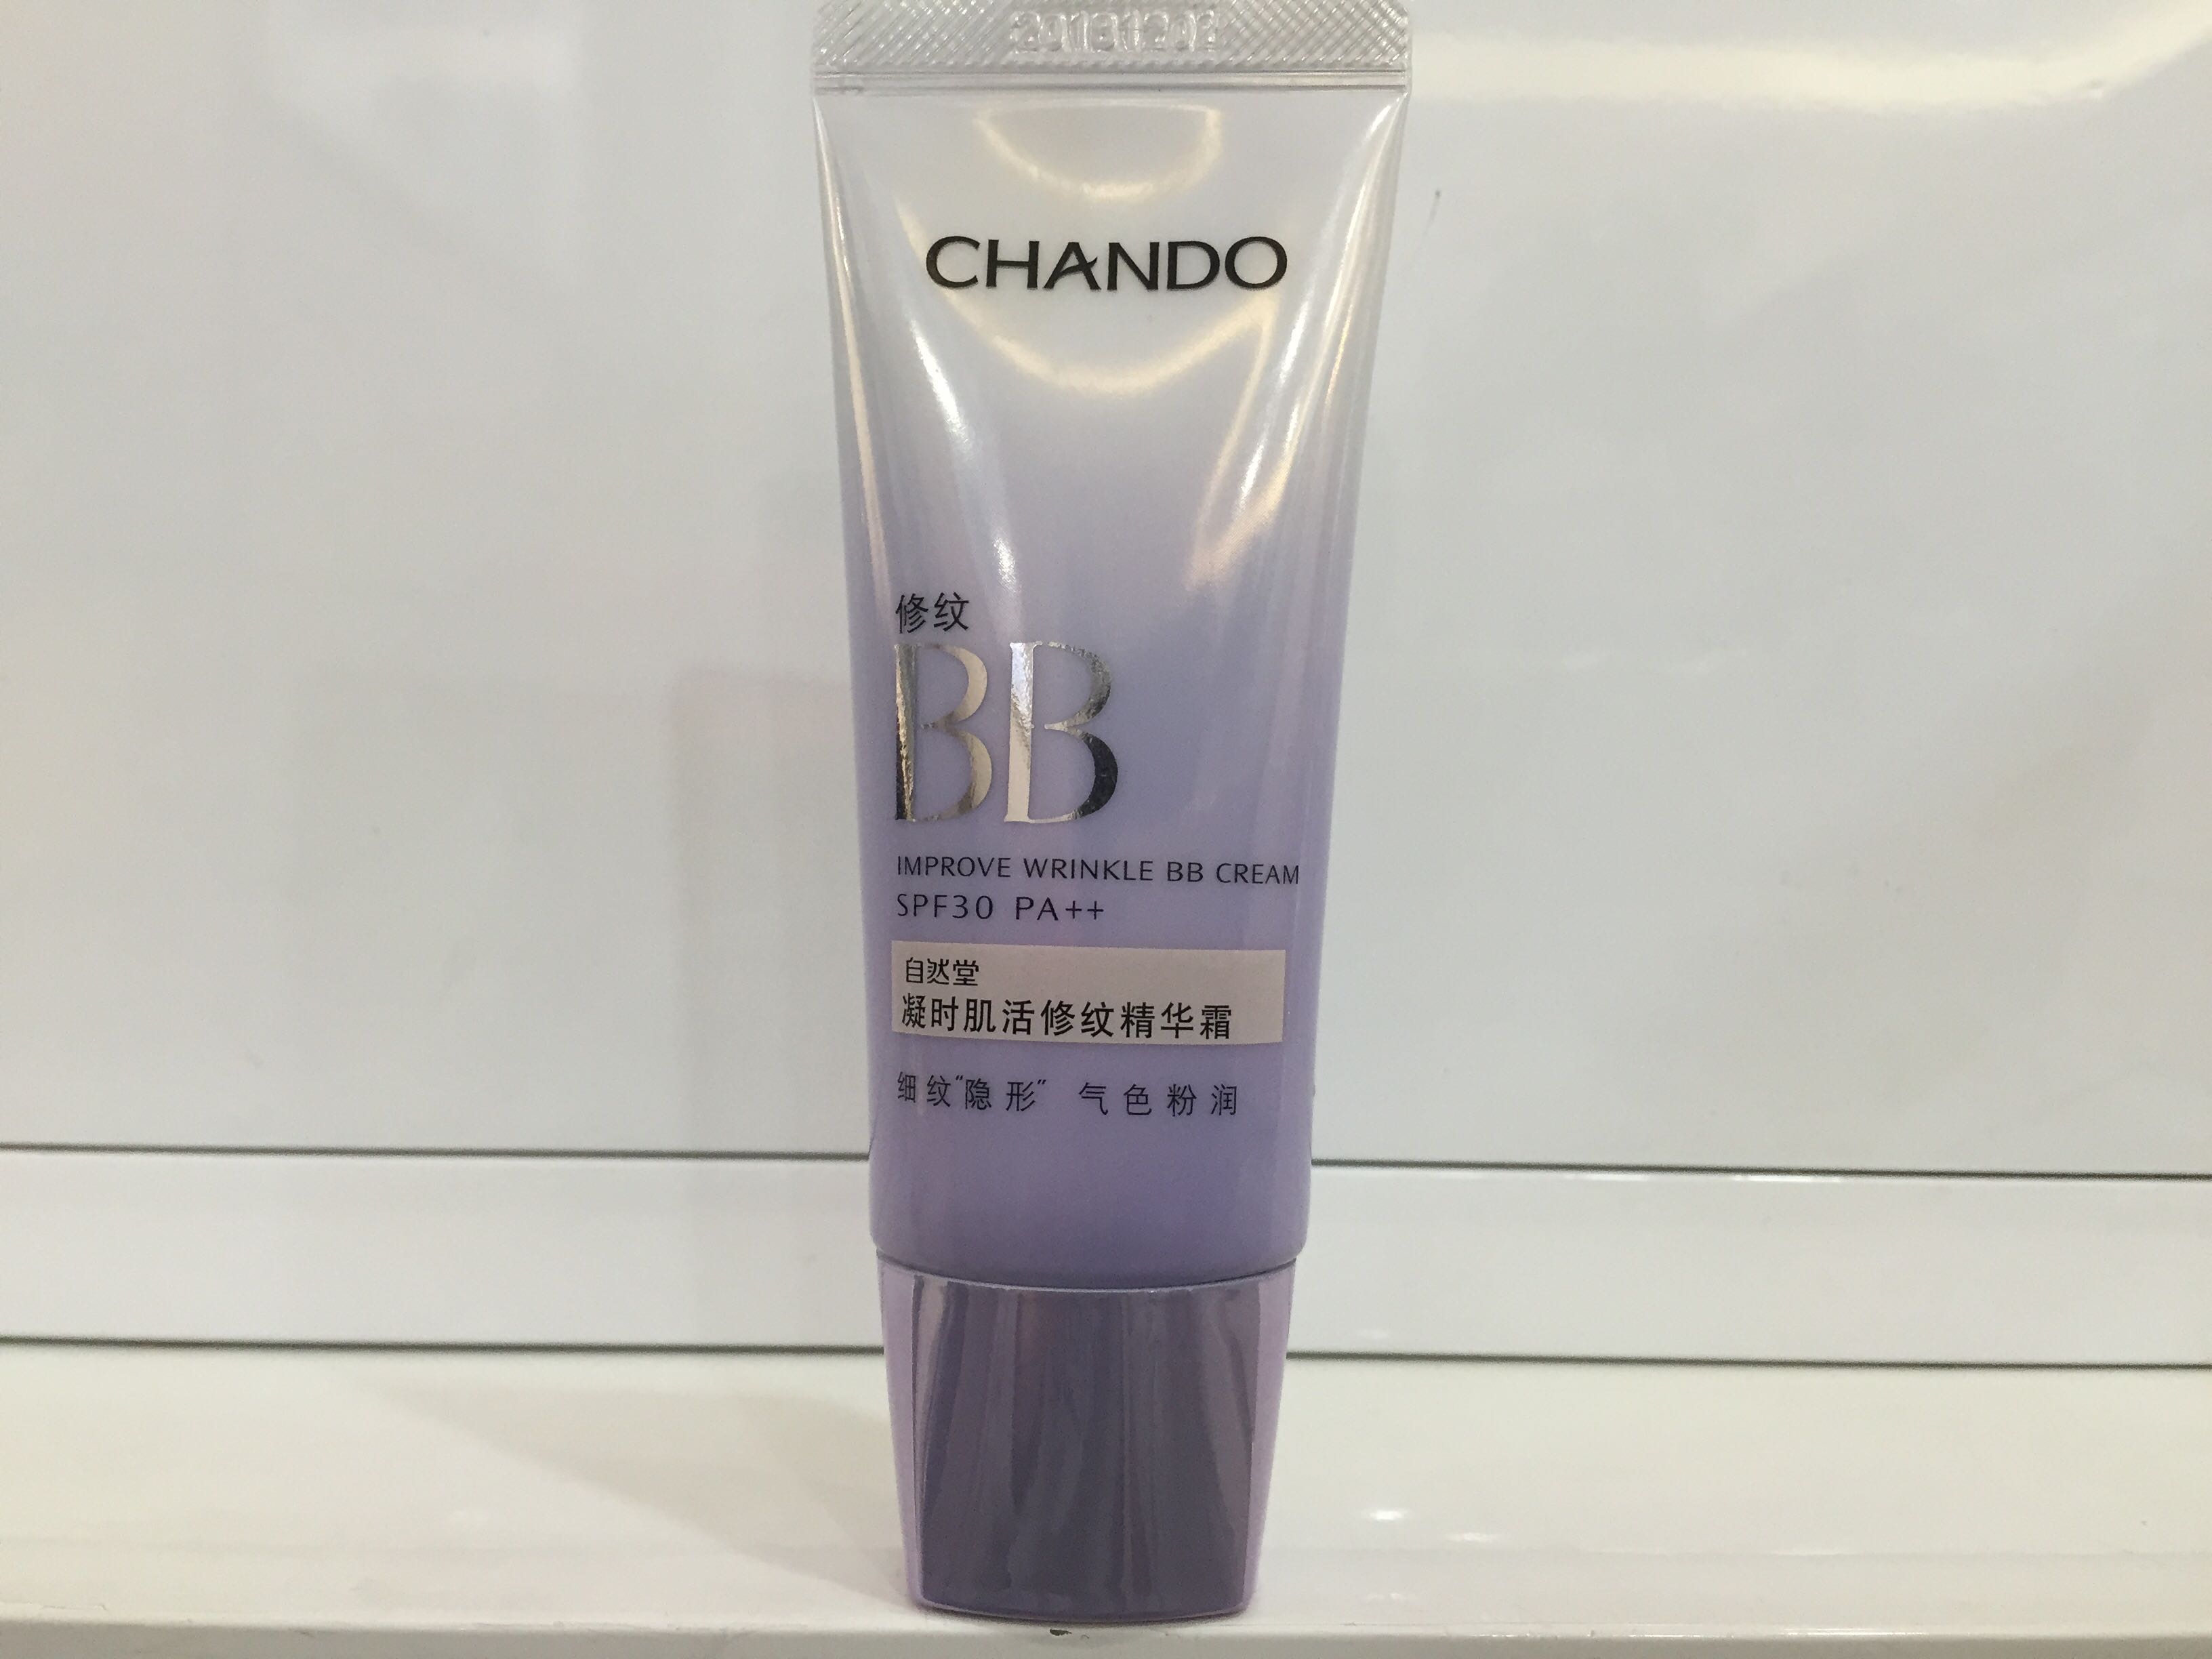 20181202
CHANDO
修纹
BB
IMPROVE WRINKLE BB CREAM
SPF30 PA++
自然堂
凝时肌活修纹精华霜
细纹“隐形” 气色粉润